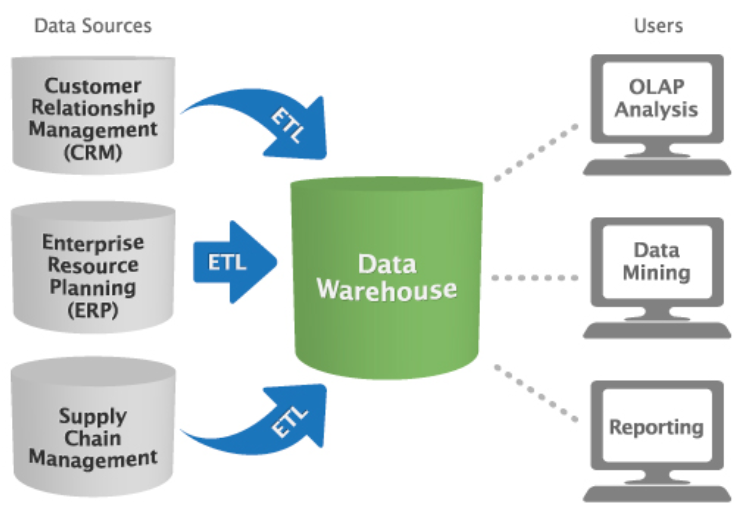 Data Sources
Users
Customer
Relationship
Management
(CRM)
ETL
OLAP
Analysis
Enterprise
Resource
Planning
(ERP)
ETL
Data
Warehouse
Data
Mining
Supply
Chain
Management
ETL
Reporting